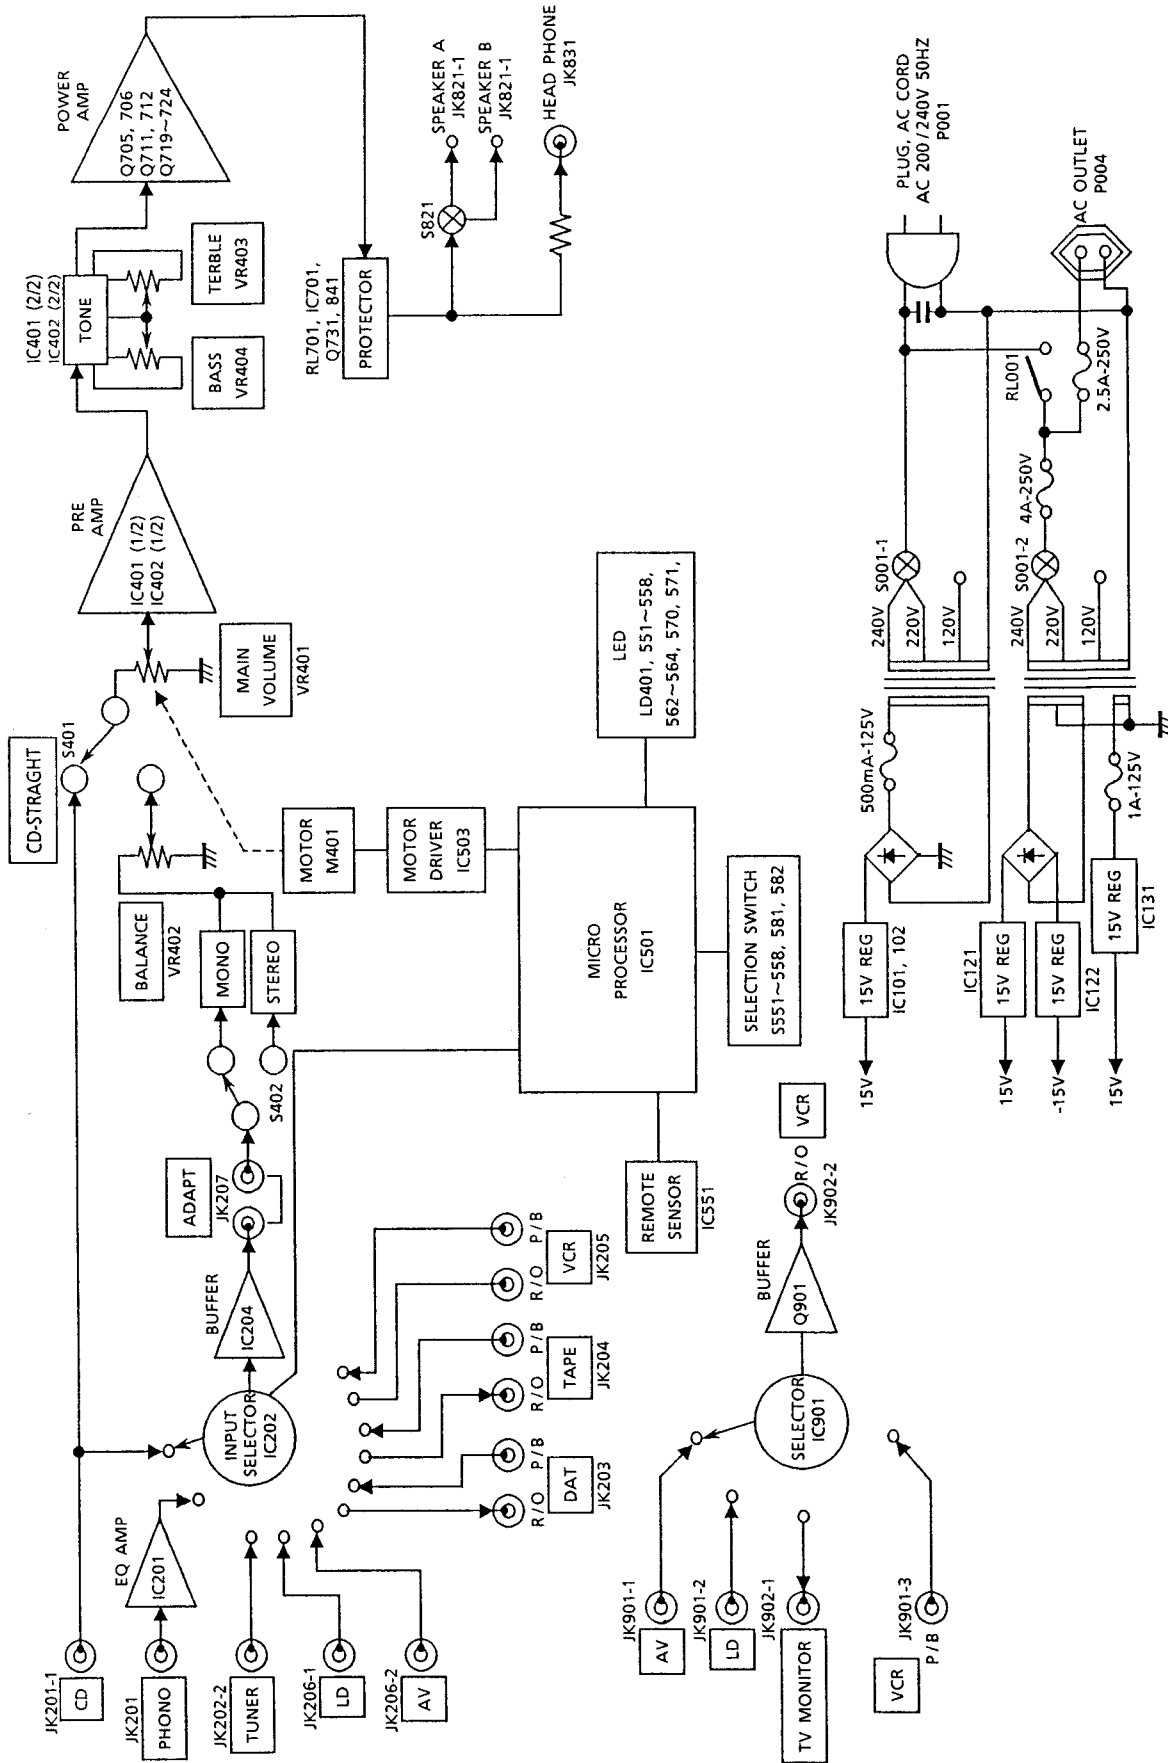 JK201-1
CD
JK201
PHONO
EQ AMP
IC201
JK202-2
TUNER
JK206-1
LD
JK206-2
AV
INPUT
SELECTOR
IC202
BUFFER
IC204
ADAPT
JK207
R/O
P/B
DAT
JK203
R/O
P/B
TAPE
JK204
R/O
P/B
VCR
JK205
S402
MONO
STEREO
BALANCE
VR402
CD-STRAGHT
S401
MAIN
VOLUME
VR401
MOTOR
M401
MOTOR
DRIVER
IC503
PRE
AMP
IC401 (1/2)
IC402 (1/2)
IC401 (2/2)
IC402 (2/2)
TONE
BASS
VR404
TERBLE
VR403
POWER
AMP
Q705, 706
Q711, 712
Q719~724
RL701, IC701,
Q731, 841
PROTECTOR
S821
SPEAKER A
JK821-1
SPEAKER B
JK821-1
HEAD PHONE
JK831
REMOTE
SENSOR
IC551
MICRO
PROCESSOR
IC501
LED
LD401, 551~558,
562~564, 570, 571,
SELECTION SWITCH
S551~558, 581, 582
JK901-1
AV
JK901-2
LD
JK902-1
TV MONITOR
VCR
JK901-3
P/B
SELECTOR
IC901
BUFFER
Q901
R/O
JK902-2
VCR
15V
15V REG
IC101, 102
500mA-125V
15V
IC121
15V REG
-15V
15V REG
IC122
15V
15V REG
IC131
1A-125V
240V
220V
120V
S001-1
240V
220V
120V
S001-2
4A-250V
RL001
2.5A-250V
PLUG, AC CORD
AC 200/240V 50HZ
P001
AC OUTLET
P004